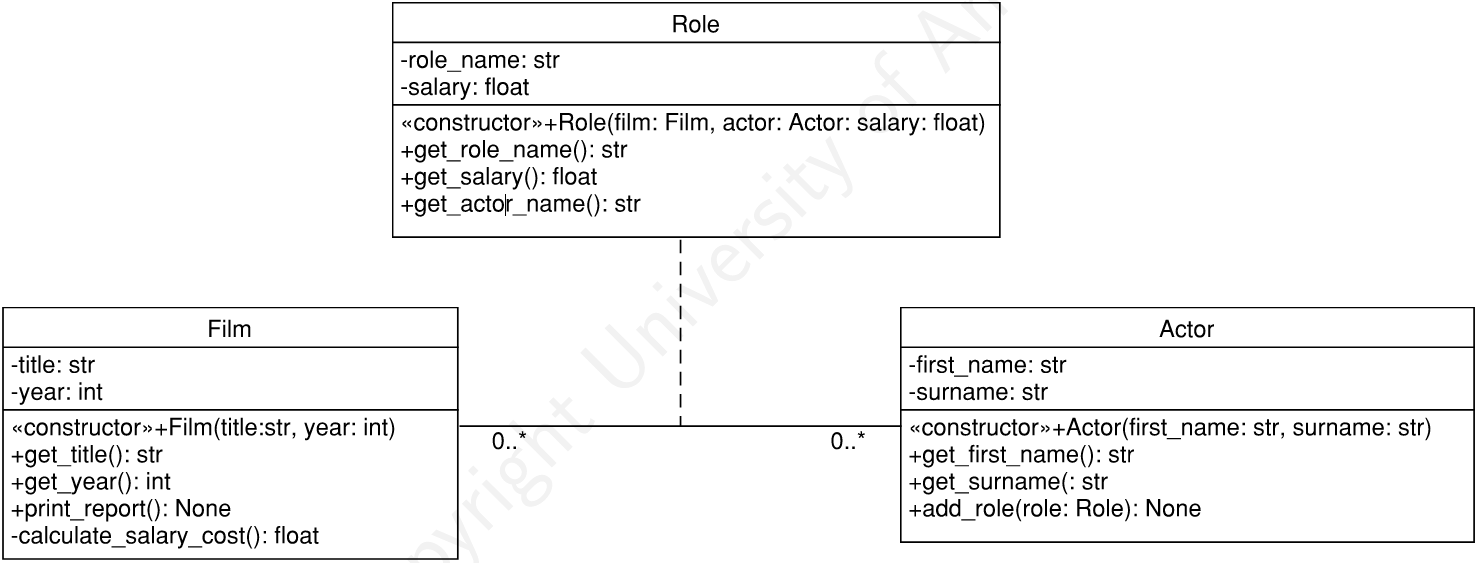 Role
-role_name: str
-salary: float
«constructor»+Role(film: Film, actor: Actor: salary: float)
+get_role_name(): str
+get_salary(): float
+get_actor_name(): str
Film
-title: str
-year: int
«constructor»+Film(title:str, year: int)
+get_title(): str
+get_year(): int
+print_report(): None
-calculate_salary_cost(): float
0..*
0..*
Actor
-first_name: str
-surname: str
«constructor»+Actor(first_name: str, surname: str)
+get_first_name(): str
+get_surname(: str
+add_role(role: Role): None
University of